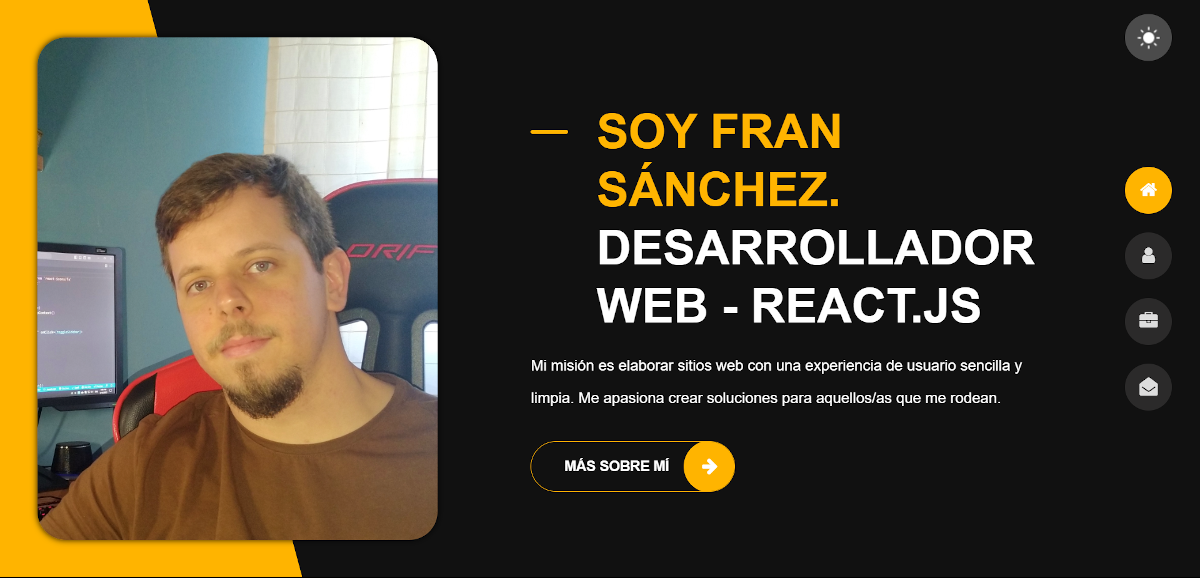 SOY FRAN
SÁNCHEZ.
DESARROLLADOR
WEB - REACT.JS
Mi misión es elaborar sitios web con una experiencia de usuario sencilla y
limpia. Me apasiona crear soluciones para aquellos/as que me rodean.
MÁS SOBRE MÍ
DRIF